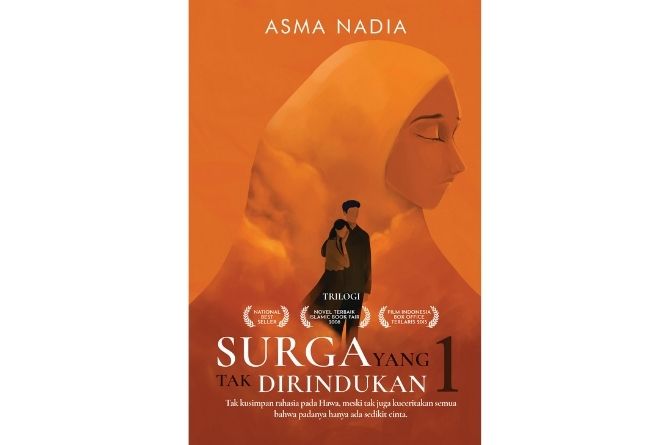 ASMA NADIA
TRILOGI
NATIONAL
BEST
SELLER
NOVEL TERBAIK
ISLAMIC BOOK FAIR
2008
FILM INDONESIA
BOX OFFICE
TERLARIS 2015
SURGA YANG
TAK DIRINDUKAN 1
Tak kusimpan rahasia pada Hawa, meski tak juga kuceritakan semua
bahwa padanya hanya ada sedikit cinta.